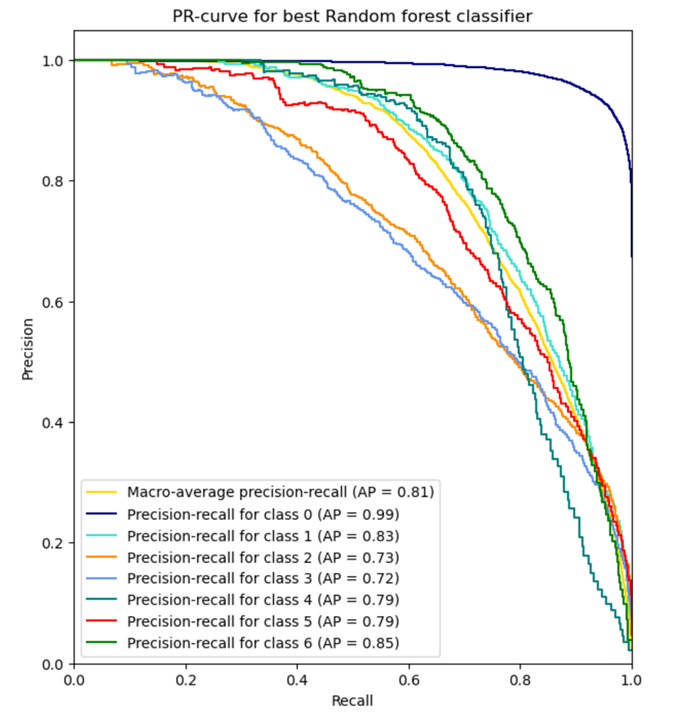 PR-curve for best Random forest classifier
1.0
0.8
0.6
0.4
0.2
0.0
Precision
Macro-average precision-recall (AP = 0.81)
Precision-recall for class 0 (AP = 0.99)
Precision-recall for class 1 (AP = 0.83)
Precision-recall for class 2 (AP = 0.73)
Precision-recall for class 3 (AP = 0.72)
Precision-recall for class 4 (AP = 0.79)
Precision-recall for class 5 (AP = 0.79)
Precision-recall for class 6 (AP = 0.85)
0.0 0.2 0.4 0.6 0.8 1.0
Recall